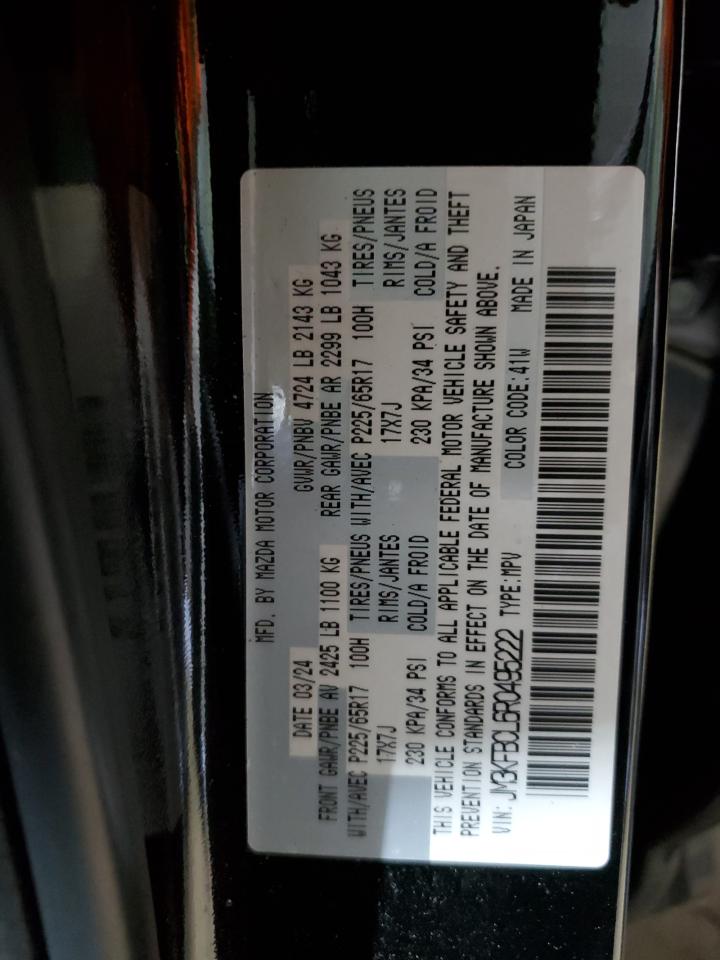 MFD. BY MAZDA MOTOR CORPORATION
DATE 03/24 GVWR/PNBV 4724 LB 2143 KG
FRONT GAWR/PNBE AV 2425 LB 1100 KG REAR GAWR/PNBE AR 2299 LB 1043 KG
WITH/AVEC P225/65R17 100H TIRES/PNEUS WITH/AVEC P225/65R17 100H TIRES/PNEUS
17X7J RIMS/JANTES 17X7J RIMS/JANTES
230 KPA/34 PSI COLD/A FROID 230 KPA/34 PSI COLD/A FROID
THIS VEHICLE CONFORMS TO ALL APPLICABLE FEDERAL MOTOR VEHICLE SAFETY AND THEFT
PREVENTION STANDARDS IN EFFECT ON THE DATE OF MANUFACTURE SHOWN ABOVE.
VIN: JM3KFBCL6R0495222 TYPE:MPV COLOR CODE:41W MADE IN JAPAN